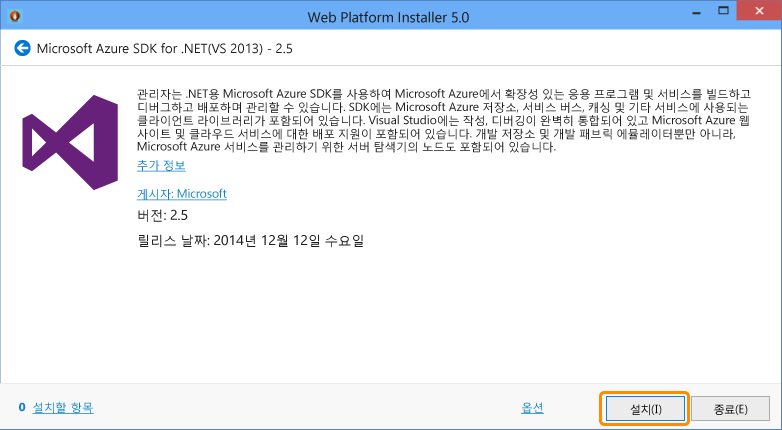 Web Platform Installer 5.0
Microsoft Azure SDK for .NET(VS 2013) - 2.5
관리자는 .NET용 Microsoft Azure SDK를 사용하여 Microsoft Azure에서 확장성 있는 응용 프로그램 및 서비스를 빌드하고
디버그하고 배포하며 관리할 수 있습니다. SDK에는 Microsoft Azure 저장소, 서비스 버스, 캐싱 및 기타 서비스에 사용되는
클라이언트 라이브러리가 포함되어 있습니다. Visual Studio에는 작성, 디버깅이 완벽히 통합되어 있고 Microsoft Azure 웹
사이트 및 클라우드 서비스에 대한 배포 지원이 포함되어 있습니다. 개발 저장소 및 개발 패브릭 에뮬레이터뿐만 아니라,
Microsoft Azure 서비스를 관리하기 위한 서버 탐색기의 노드도 포함되어 있습니다.
추가 정보
게시자: Microsoft
버전: 2.5
릴리스 날짜: 2014년 12월 12일 수요일
0 설치할 항목 옵션 설치(I) 종료(E)